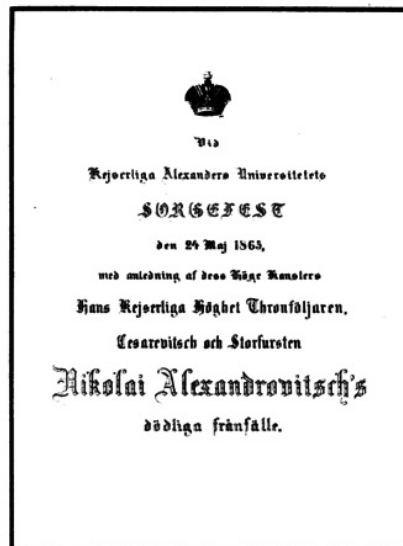 Vid
Kejserliga Alexanders Universitetets
SORGEFEST
den 24 Maj 1865,
med anledning af dess Höge Kanslers
Hans Kejserliga Höghet Thronföljaren,
Cesarevitsch och Storfursten
Nikolai Alexandrovitsch's
dödliga frånfälle.